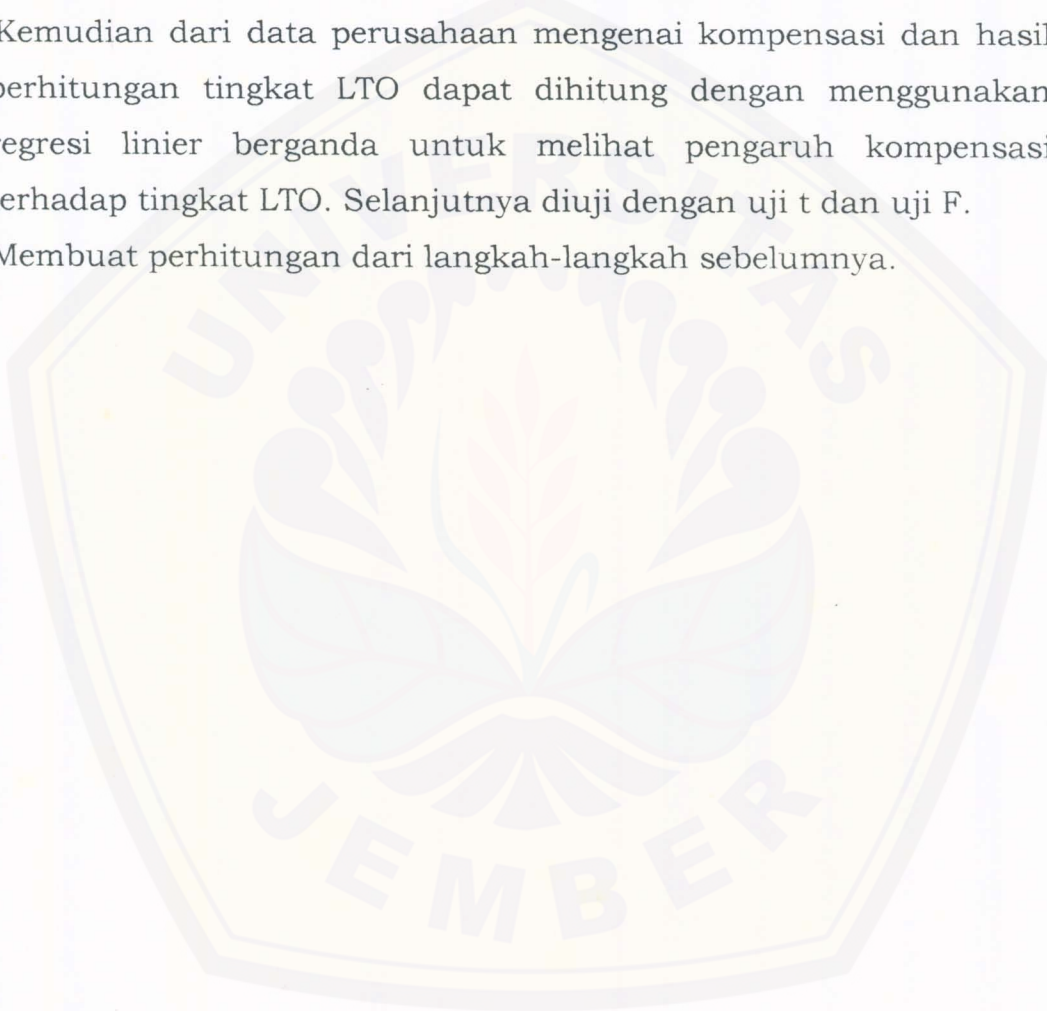 Kemudian dari data perusahaan mengenai kompensasi dan hasil
perhitungan tingkat LTO dapat dihitung dengan menggunakan
regresi linier berganda untuk melihat pengaruh kompensasi
terhadap tingkat LTO. Selanjutnya diuji dengan uji t dan uji F.
Membuat perhitungan dari langkah-langkah sebelumnya.
UNIVERSITAS
JEMBER